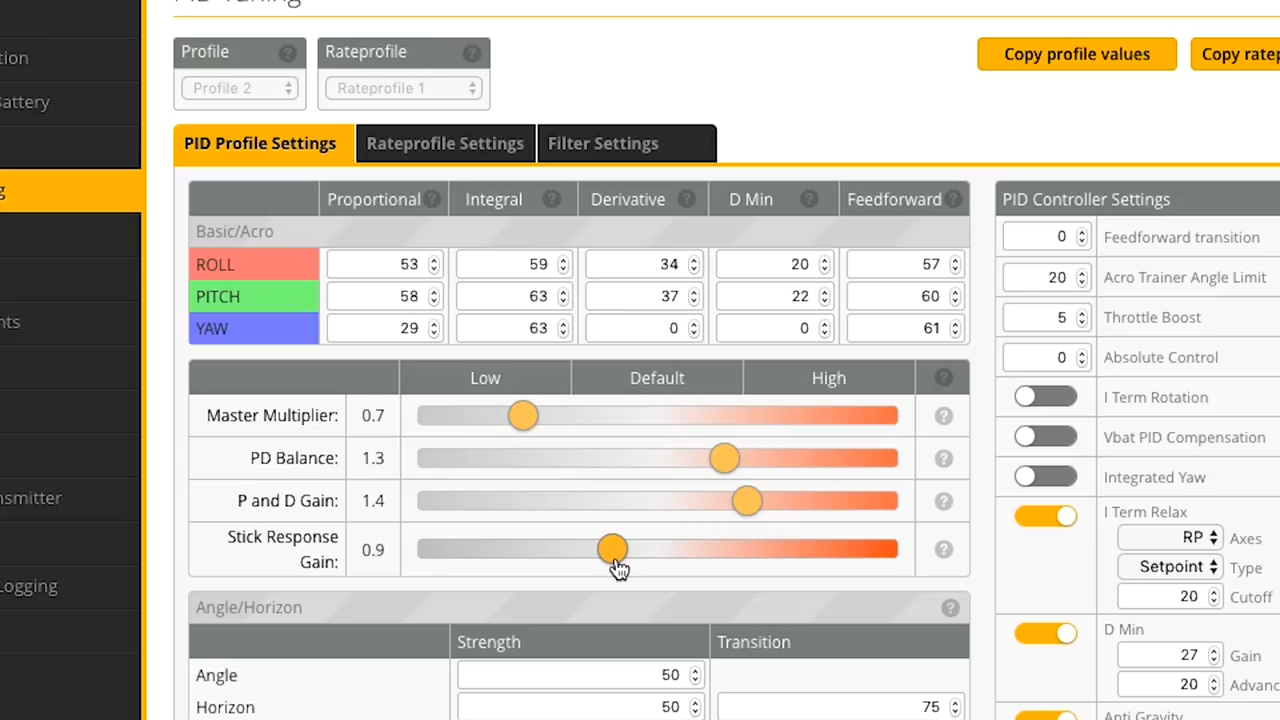 PID Tuning
Profile
Rateprofile
Profile 2
Rateprofile 1
Copy profile values
Copy ratep
tion
Battery
g
nts
nsmitter
Logging
PID Profile Settings
Rateprofile Settings
Filter Settings
Proportional
Integral
Derivative
D Min
Feedforward
Basic/Acro
ROLL 53 59 34 20 57
PITCH 58 63 37 22 60
YAW 29 63 0 0 61
Low Default High
Master Multiplier: 0.7
PD Balance: 1.3
P and D Gain: 1.4
Stick Response
Gain: 0.9
Angle/Horizon
Strength Transition
Angle 50
Horizon 50 75
PID Controller Settings
0 Feedforward transition
20 Acro Trainer Angle Limit
5 Throttle Boost
0 Absolute Control
I Term Rotation
Vbat PID Compensation
Integrated Yaw
I Term Relax
RP Axes
Setpoint Type
20 Cutoff
D Min
27 Gain
20 Advanc
Anti Gravity